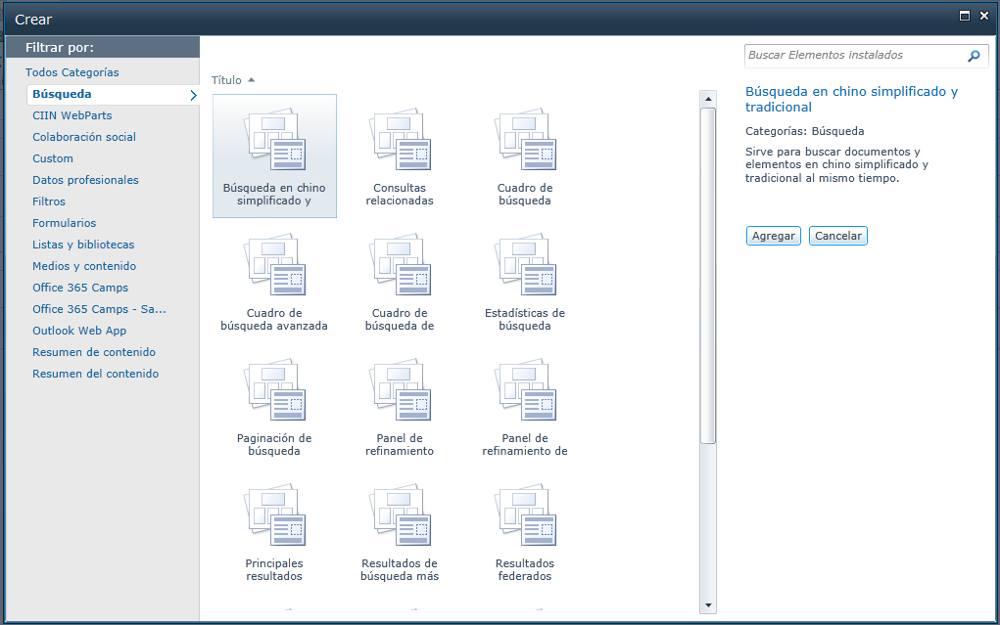 Crear
Filtrar por:
Todos Categorías
Búsqueda
CIIN WebParts
Colaboración social
Custom
Datos profesionales
Filtros
Formularios
Listas y bibliotecas
Medios y contenido
Office 365 Camps
Office 365 Camps - Sa...
Outlook Web App
Resumen de contenido
Resumen del contenido
Título
Búsqueda en chino
simplificado y
Consultas
relacionadas
Cuadro de
búsqueda
Cuadro de
búsqueda avanzada
Cuadro de
búsqueda de
Estadísticas de
búsqueda
Paginación de
búsqueda
Panel de
refinamiento
Panel de
refinamiento de
Principales
resultados
Resultados de
búsqueda más
Resultados
federados
Buscar Elementos instalados
Búsqueda en chino simplificado y
tradicional
Categorías: Búsqueda
Sirve para buscar documentos y
elementos en chino simplificado y
tradicional al mismo tiempo.
Agregar
Cancelar